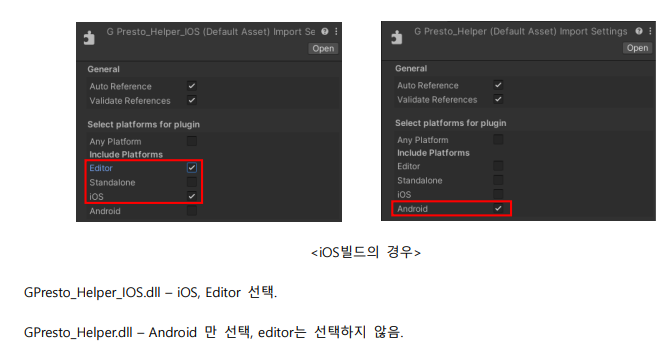 G Presto_Helper_IOS (Default Asset) Import Se
Open
General
Auto Reference
Validate References
Select platforms for plugin
Any Platform
Include Platforms
Editor
Standalone
iOS
Android
G Presto_Helper (Default Asset) Import Settings
Open
General
Auto Reference
Validate References
Select platforms for plugin
Any Platform
Include Platforms
Editor
Standalone
iOS
Android
<iOS빌드의 경우>
GPresto_Helper_IOS.dll – iOS, Editor 선택.
GPresto_Helper.dll – Android 만 선택, editor는 선택하지 않음.